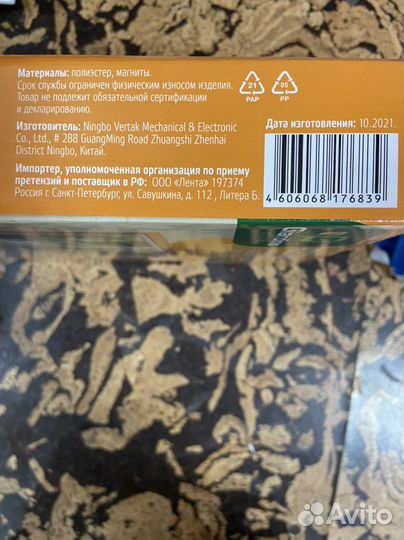 Материалы: полиэстер, магниты.
Срок службы ограничен физическим износом изделия.
Товар не подлежит обязательной сертификации
и декларированию.
Изготовитель: Ningbo Vertak Mechanical & Electronic
Co., Ltd., # 288 GuangMing Road Zhuangshi Zhenhai
District Ningbo, Китай.
Импортер, уполномоченная организация по приему
претензий и поставщик в РФ: ООО «Лента» 197374
Россия г. Санкт-Петербург, ул. Савушкина, д. 112 , Литера Б.
21
PAP
05
PP
Дата изготовления: 10.2021.
4 606068 176839
Avito